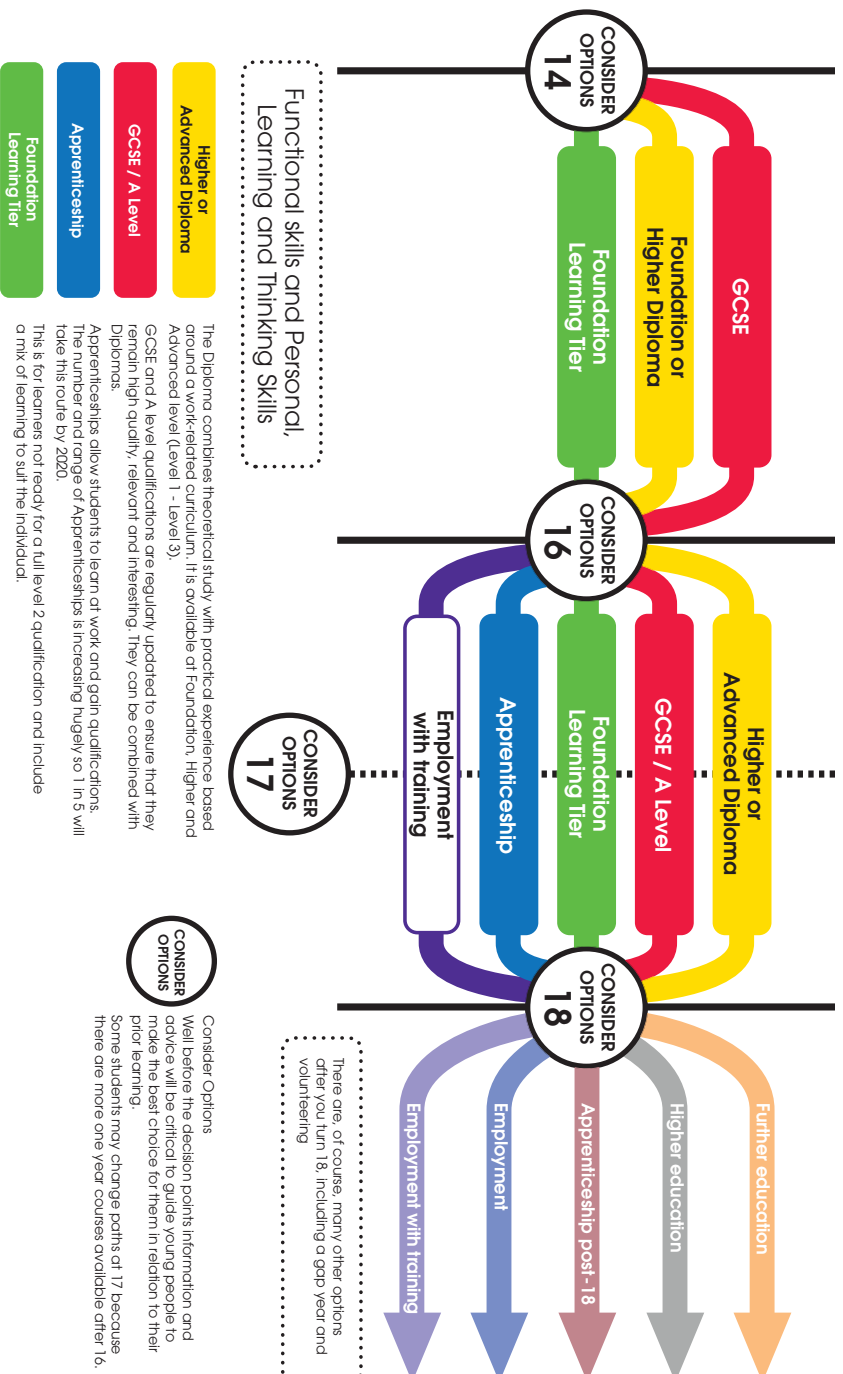 CONSIDER
OPTIONS
14
GCSE
Foundation or
Higher Diploma
Foundation
Learning Tier
CONSIDER
OPTIONS
16
Higher or
Advanced Diploma
GCSE / A Level
Foundation
Learning Tier
Apprenticeship
Employment
with training
CONSIDER
OPTIONS
17
CONSIDER
OPTIONS
18
Further education
Higher education
Apprenticeship post-18
Employment
Employment with training
There are, of course, many other options
after you turn 18, including a gap year and
volunteering
Functional skills and Personal,
Learning and Thinking Skills
Higher or
Advanced Diploma
The Diploma combines theoretical study with practical experience based
around a work-related curriculum. It is available at Foundation, Higher and
Advanced level (Level 1 - Level 3).
GCSE / A Level
GCSE and A level qualifications are regularly updated to ensure that they
remain high quality, relevant and interesting. They can be combined with
Diplomas.
Apprenticeship
Apprenticeships allow students to learn at work and gain qualifications.
The number and range of Apprenticeships is increasing hugely so 1 in 5 will
take this route by 2020.
Foundation
Learning Tier
This is for learners not ready for a full level 2 qualification and include
a mix of learning to suit the individual.
CONSIDER
OPTIONS
Consider Options
Well before the decision points information and
advice will be critical to guide young people to
make the best choice for them in relation to their
prior learning.
Some students may change paths at 17 because
there are more one year courses available after 16.